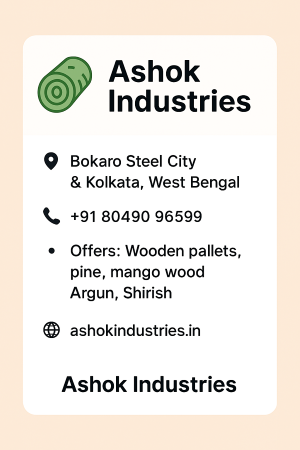 Ashok
Industries
Bokaro Steel City
& Kolkata, West Bengal
+91 80490 96599
• Offers: Wooden pallets,
pine, mango wood
Argun, Shirish
ashokindustries.in
Ashok Industries